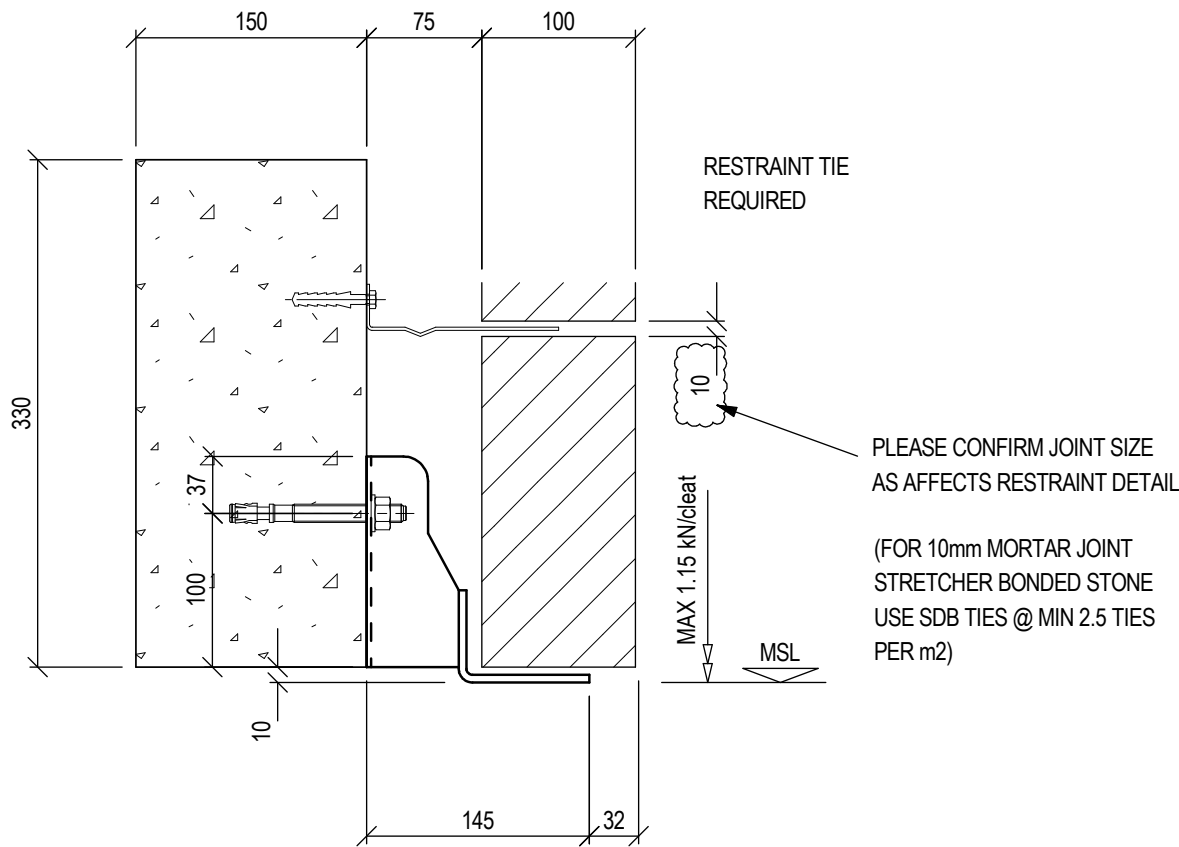 150
75
100
RESTRAINT TIE
REQUIRED
330
10
PLEASE CONFIRM JOINT SIZE
AS AFFECTS RESTRAINT DETAIL
37
100
MAX 1.15 kN/cleat
(FOR 10mm MORTAR JOINT
STRETCHER BONDED STONE
USE SDB TIES @ MIN 2.5 TIES
PER m2)
MSL
10
145
32